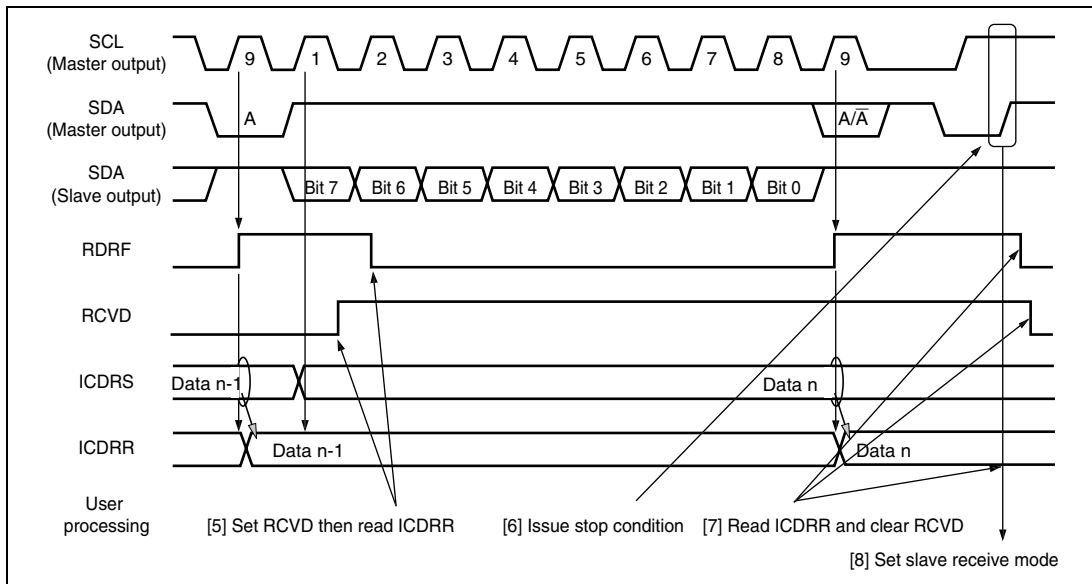 SCL
(Master output)
9 1 2 3 4 5 6 7 8 9
SDA
(Master output)
A A/A̅
SDA
(Slave output)
Bit 7 Bit 6 Bit 5 Bit 4 Bit 3 Bit 2 Bit 1 Bit 0
RDRF
RCVD
ICDRS
Data n-1 Data n
ICDRR
Data n-1 Data n
User
processing
[5] Set RCVD then read ICDRR [6] Issue stop condition [7] Read ICDRR and clear RCVD
[8] Set slave receive mode